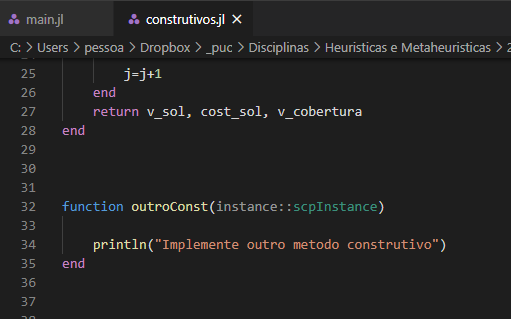 main.jl construtivos.jl
C: > Users > pessoa > Dropbox > _puc > Disciplinas > Heuristicas e Metaheuristicas >
25 j=j+1
26 end
27 return v_sol, cost_sol, v_cobertura
28 end
29
30
31
32 function outroConst(instance::scpInstance)
33
34 println("Implemente outro metodo construtivo")
35 end
36
37